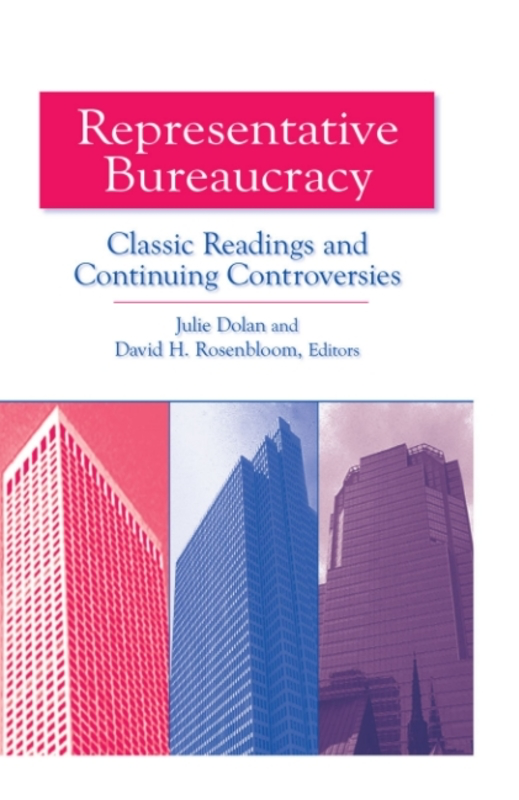 Representative
Bureaucracy
Classic Readings and
Continuing Controversies
Julie Dolan and
David H. Rosenbloom, Editors